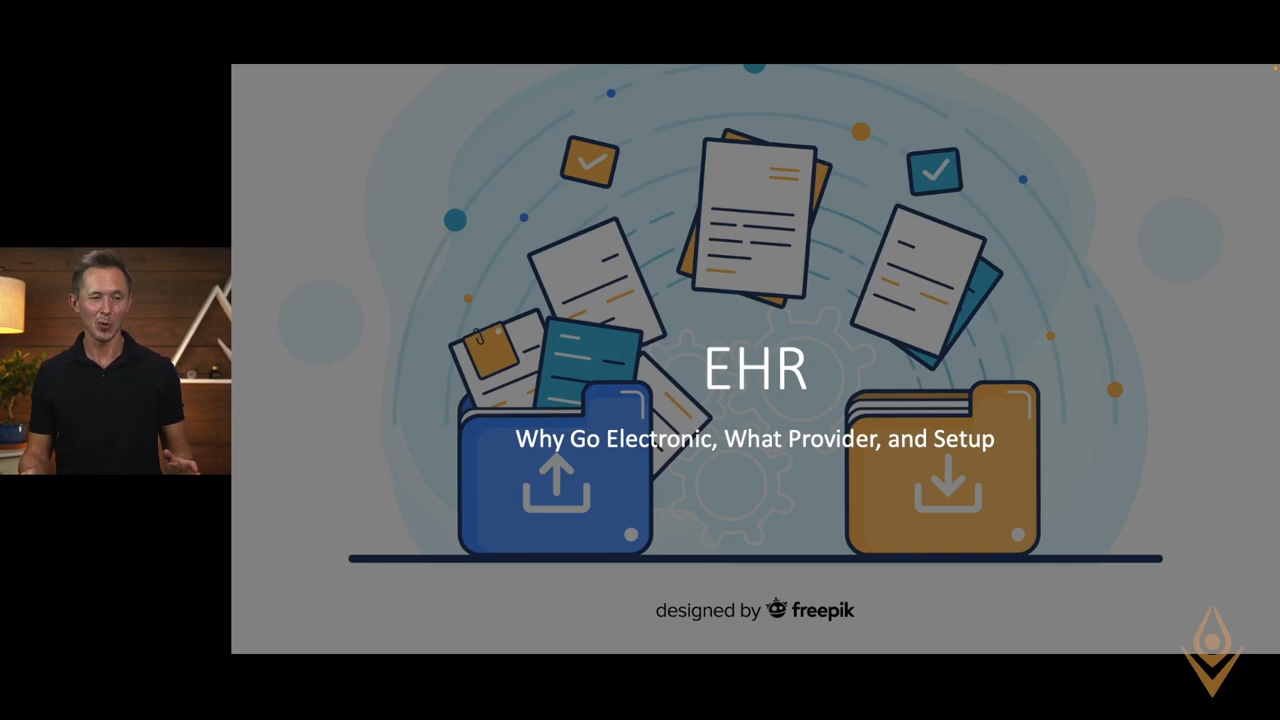 EHR
Why Go Electronic, What Provider, and Setup
designed by freepik